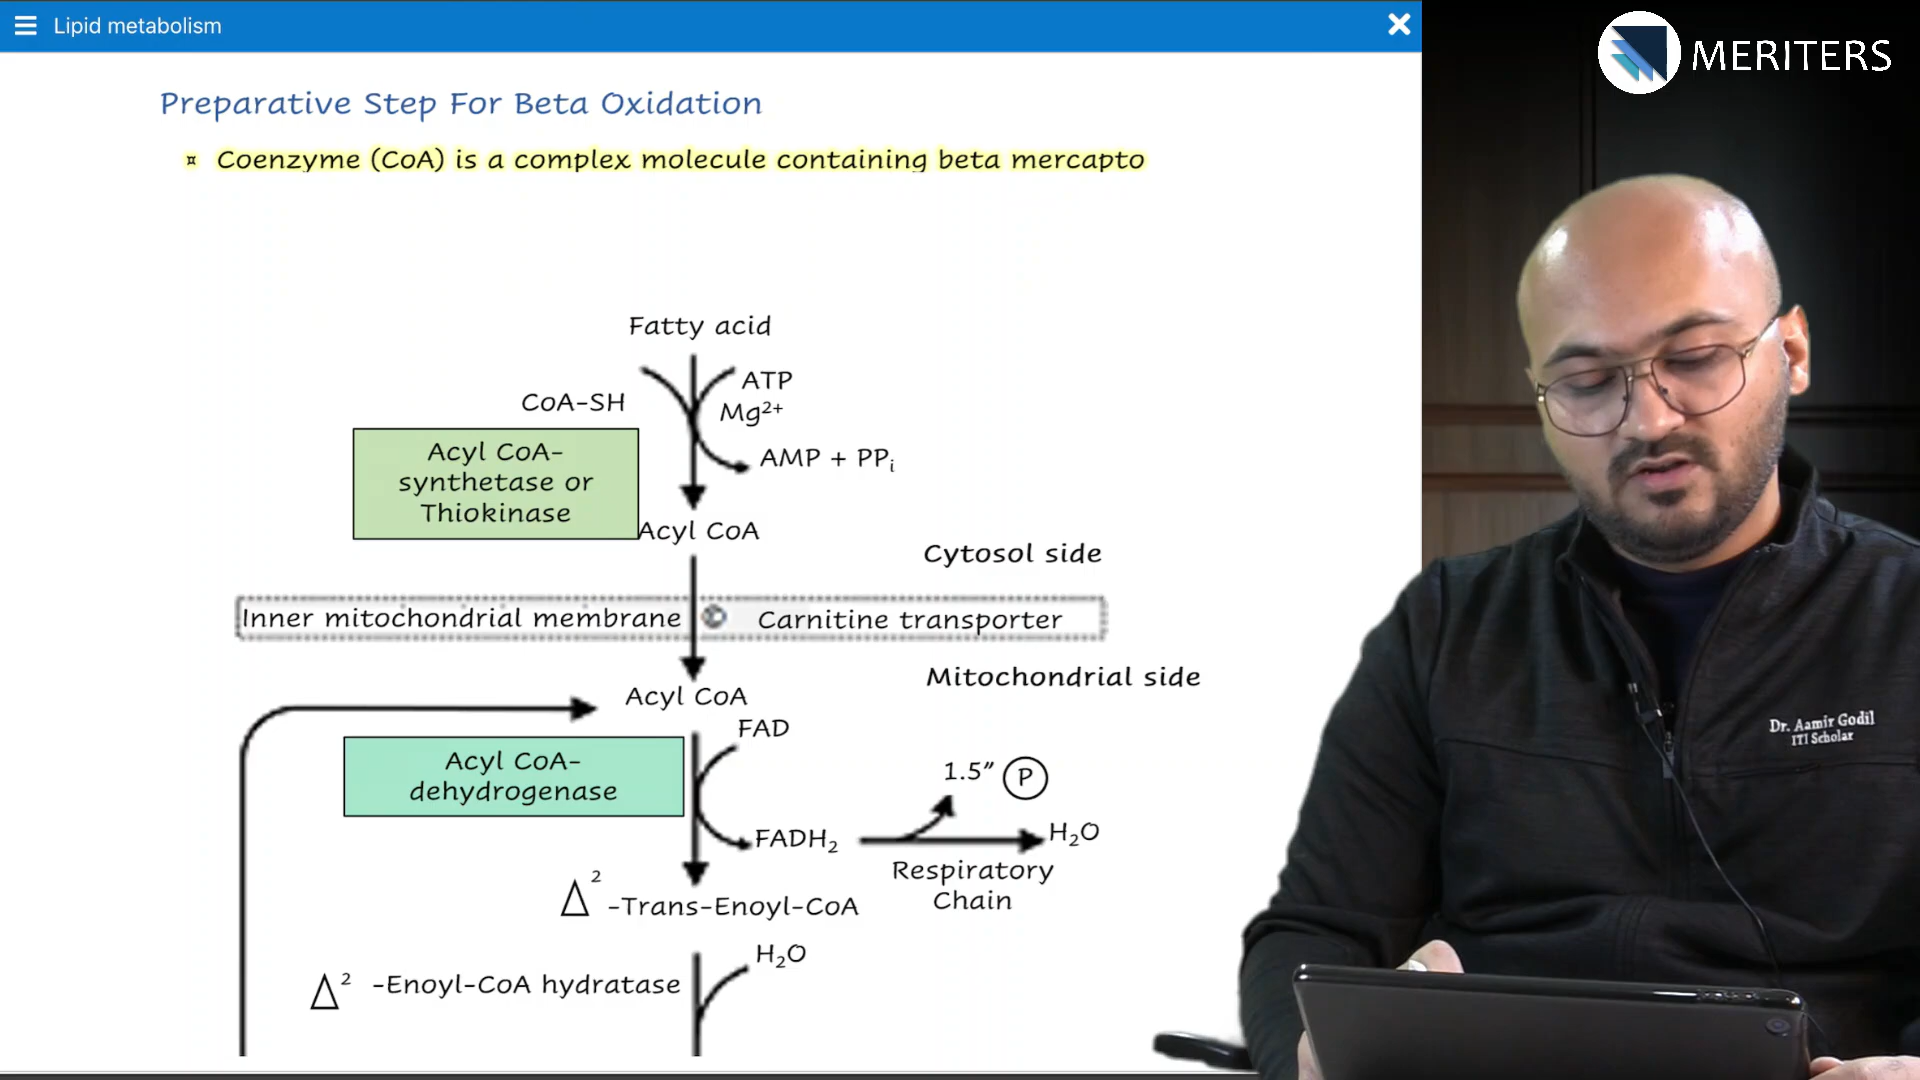 Lipid metabolism
MERITERS
Preparative Step For Beta Oxidation
¤ Coenzyme (CoA) is a complex molecule containing beta mercapto
Fatty acid
ATP
CoA-SH
Mg²⁺
Acyl CoA-
synthetase or
Thiokinase
AMP + PPᵢ
Acyl CoA
Cytosol side
Inner mitochondrial membrane
Carnitine transporter
Mitochondrial side
Acyl CoA
FAD
Acyl CoA-
dehydrogenase
1.5” P
FADH₂
H₂O
Respiratory
Chain
Δ² -Trans-Enoyl-CoA
H₂O
Δ² -Enoyl-CoA hydratase
Dr. Aamir Godil
ITI Scholar